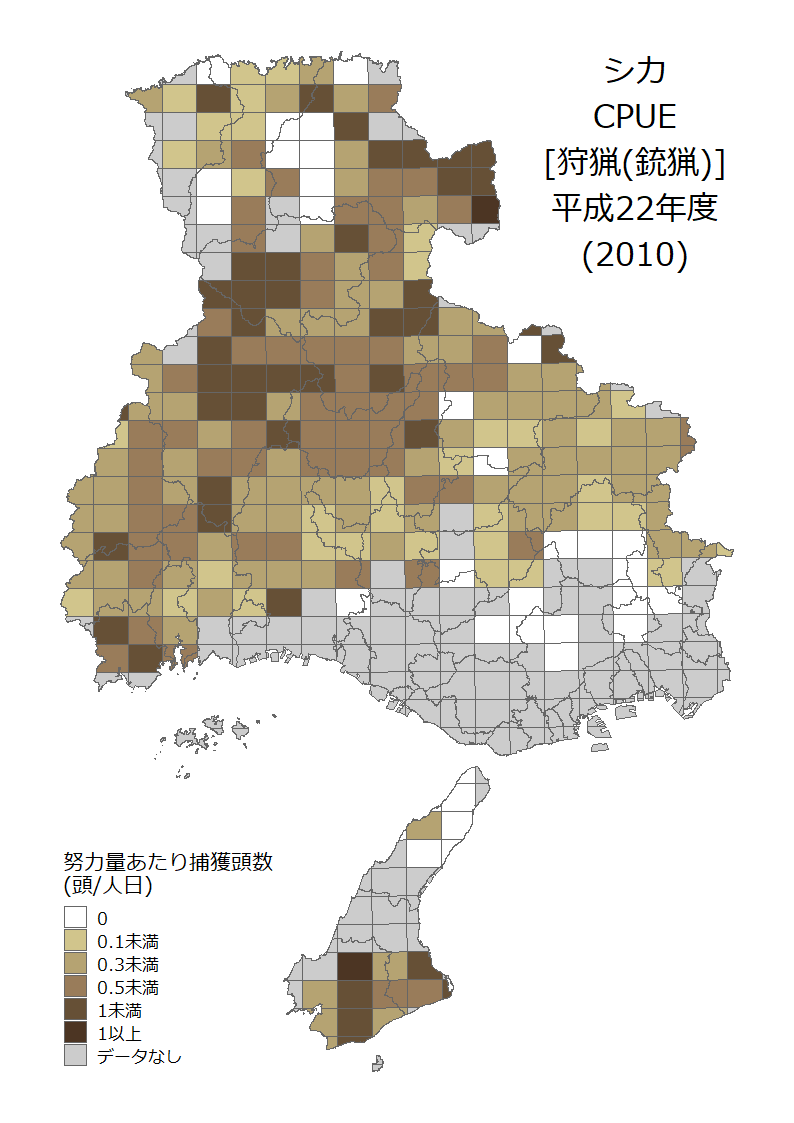 シカ
CPUE
[狩猟(銃猟)]
平成22年度
(2010)
努力量あたり捕獲頭数
(頭/人日)
0
0.1未満
0.3未満
0.5未満
1未満
1以上
データなし